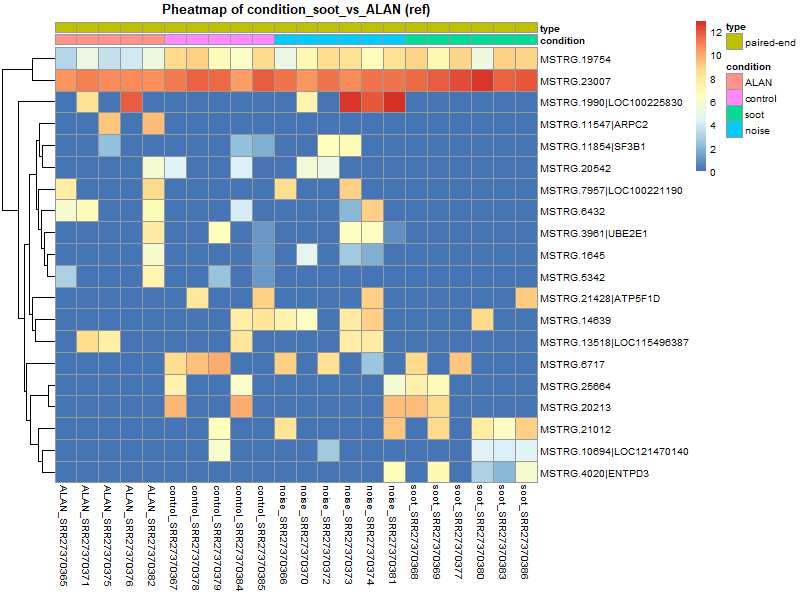 Pheatmap of condition_soot_vs_ALAN (ref)
type
condition
MSTRG.19754
MSTRG.23007
MSTRG.1990|LOC100225830
MSTRG.11547|ARPC2
MSTRG.11854|SF3B1
MSTRG.20542
MSTRG.7957|LOC100221190
MSTRG.6432
MSTRG.3961|UBE2E1
MSTRG.1645
MSTRG.5342
MSTRG.21428|ATP5F1D
MSTRG.14639
MSTRG.13518|LOC115496387
MSTRG.6717
MSTRG.25664
MSTRG.20213
MSTRG.21012
MSTRG.10694|LOC121470140
MSTRG.4020|ENTPD3
ALAN_SRR27370365
ALAN_SRR27370371
ALAN_SRR27370375
ALAN_SRR27370376
ALAN_SRR27370382
control_SRR27370367
control_SRR27370378
control_SRR27370379
control_SRR27370384
control_SRR27370385
noise_SRR27370366
noise_SRR27370370
noise_SRR27370372
noise_SRR27370373
noise_SRR27370374
noise_SRR27370381
soot_SRR27370368
soot_SRR27370369
soot_SRR27370377
soot_SRR27370380
soot_SRR27370383
soot_SRR27370386
12
10
8
6
4
2
0
type
paired-end
condition
ALAN
control
soot
noise